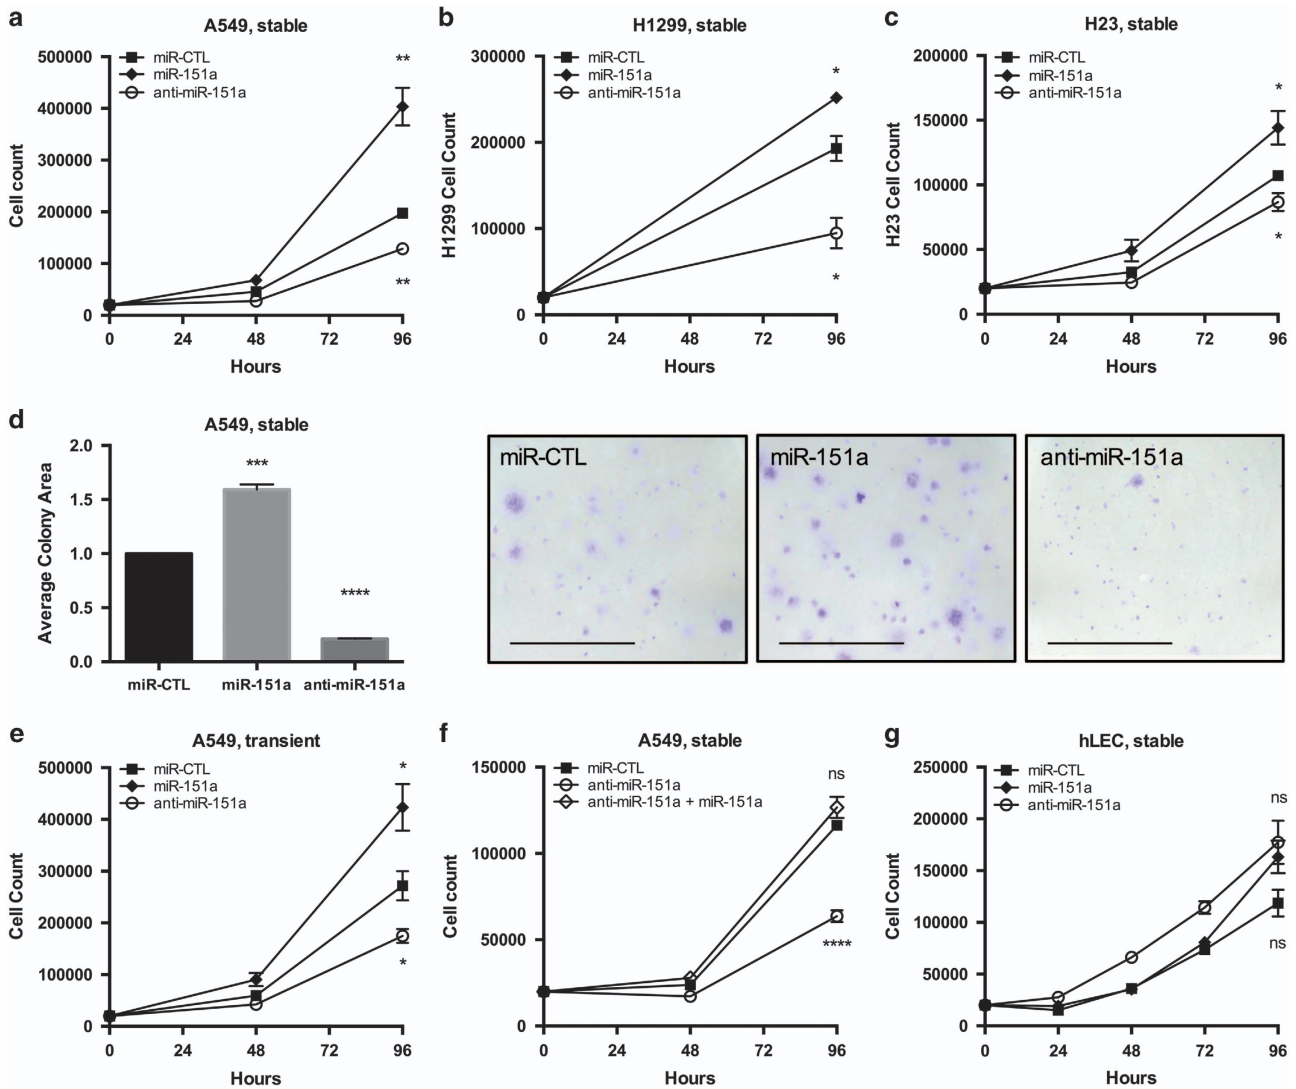 a
A549, stable
miR-CTL
miR-151a
anti-miR-151a
Cell count
500000
400000
300000
200000
100000
0
**
**
0 24 48 72 96
Hours
b
H1299, stable
miR-CTL
miR-151a
anti-miR-151a
H1299 Cell Count
300000
200000
100000
0
*
*
0 24 48 72 96
Hours
c
H23, stable
miR-CTL
miR-151a
anti-miR-151a
H23 Cell Count
200000
150000
100000
50000
0
*
*
0 24 48 72 96
Hours
d
A549, stable
Average Colony Area
2.0
1.5
1.0
0.5
0.0
***
****
miR-CTL miR-151a anti-miR-151a
miR-CTL
miR-151a
anti-miR-151a
e
A549, transient
miR-CTL
miR-151a
anti-miR-151a
Cell Count
500000
400000
300000
200000
100000
0
*
*
0 24 48 72 96
Hours
f
A549, stable
miR-CTL
anti-miR-151a
anti-miR-151a + miR-151a
Cell Count
150000
100000
50000
0
ns
****
0 24 48 72 96
Hours
g
hLEC, stable
miR-CTL
miR-151a
anti-miR-151a
Cell Count
250000
200000
150000
100000
50000
0
ns
ns
0 24 48 72 96
Hours